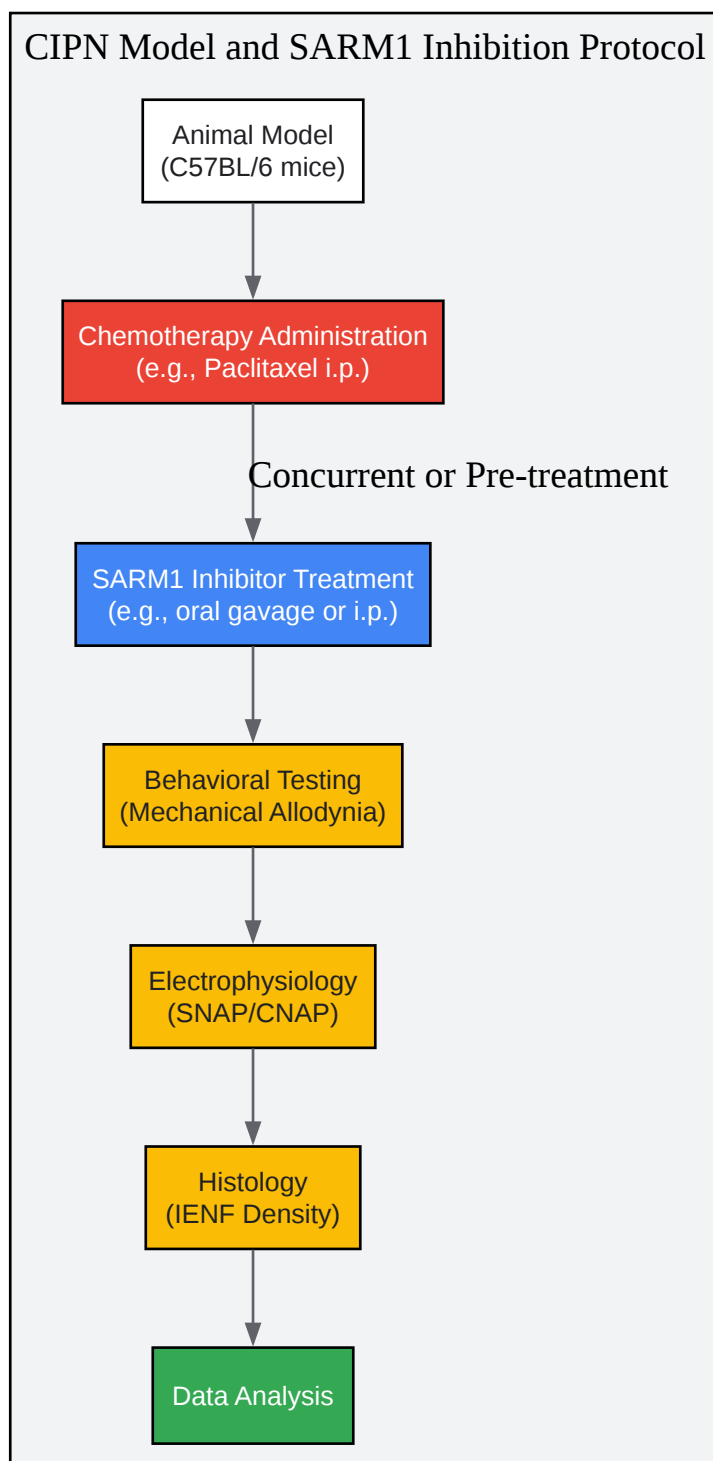 CIPN Model and SARM1 Inhibition Protocol
Animal Model
(C57BL/6 mice)
Chemotherapy Administration
(e.g., Paclitaxel i.p.)
Concurrent or Pre-treatment
SARM1 Inhibitor Treatment
(e.g., oral gavage or i.p.)
Behavioral Testing
(Mechanical Allodynia)
Electrophysiology
(SNAP/CNAP)
Histology
(IENF Density)
Data Analysis